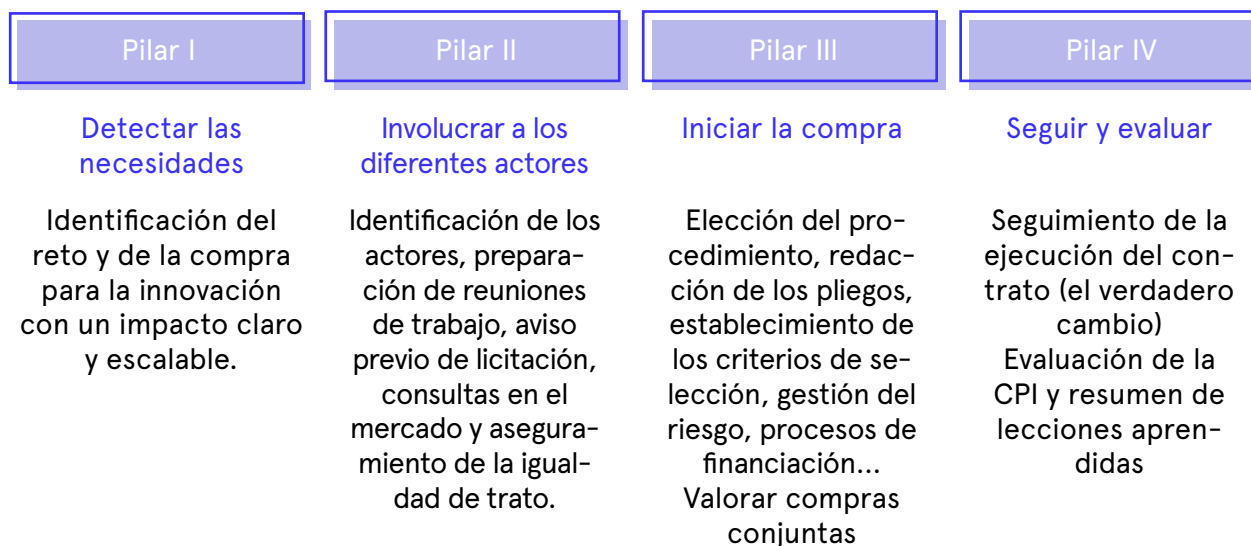 Pilar I
Detectar las
necesidades
Identificación del
reto y de la compra
para la innovación
con un impacto claro
y escalable.
Pilar II
Involucrar a los
diferentes actores
Identificación de los
actores, prepara-
ción de reuniones
de trabajo, aviso
previo de licitación,
consultas en el
mercado y asegura-
miento de la igual-
dad de trato.
Pilar III
Iniciar la compra
Elección del pro-
cedimiento, redac-
ción de los pliegos,
establecimiento de
los criterios de se-
lección, gestión del
riesgo, procesos de
financiación...
Valorar compras
conjuntas
Pilar IV
Seguir y evaluar
Seguimiento de la
ejecución del con-
trato (el verdadero
cambio)
Evaluación de la
CPI y resumen de
lecciones apren-
didas